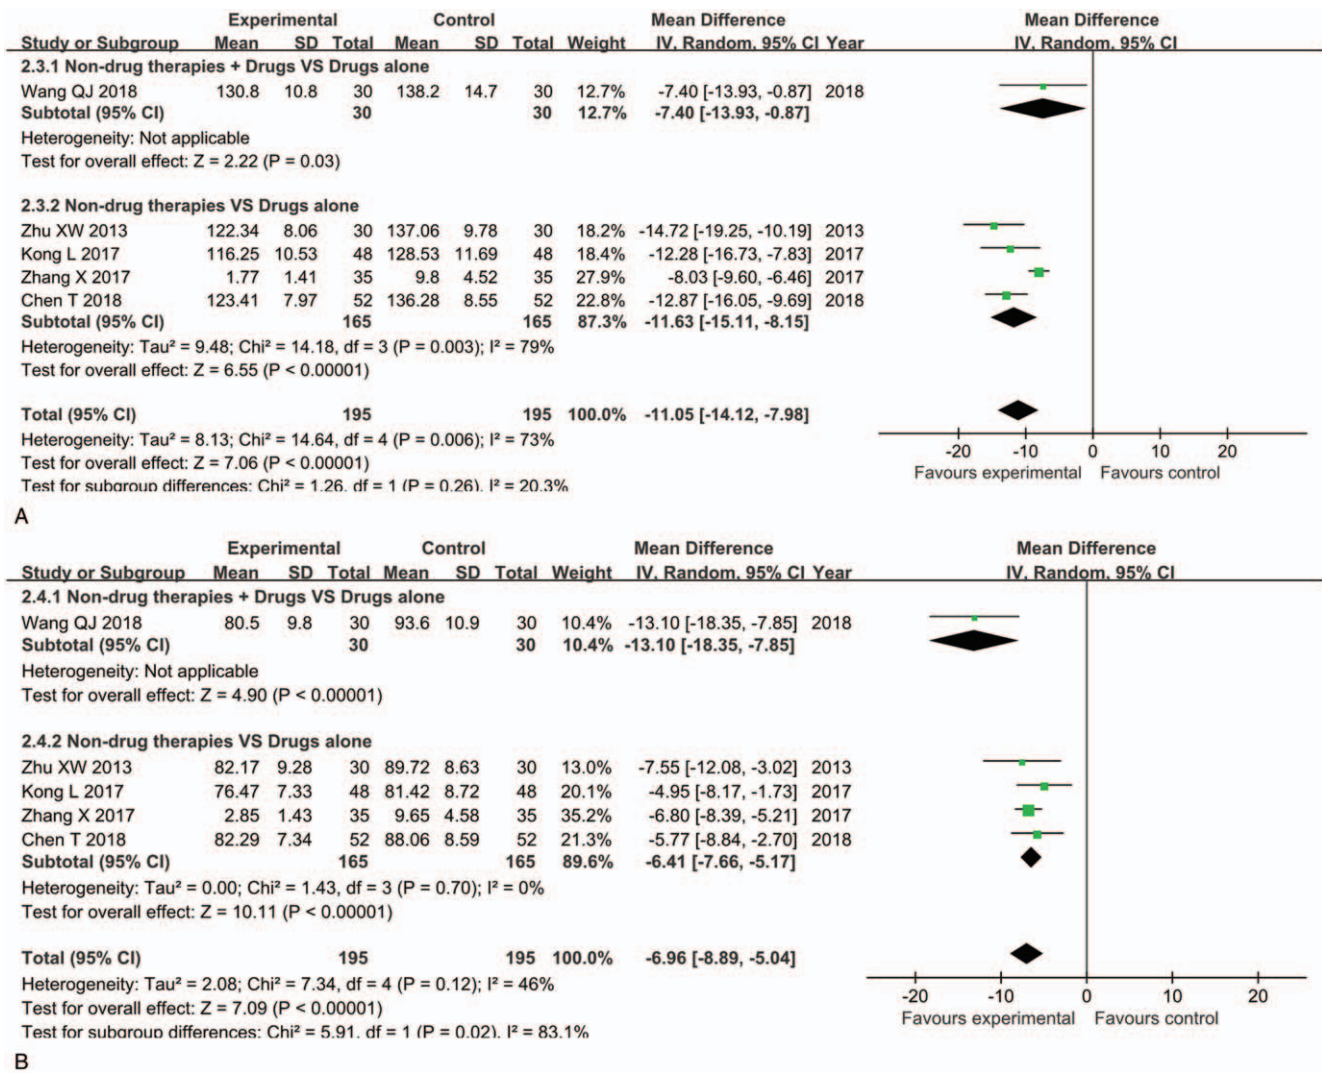 Experimental Control Mean Difference Mean Difference
Study or Subgroup Mean SD Total Mean SD Total Weight IV, Random, 95% CI Year IV, Random, 95% CI
2.3.1 Non-drug therapies + Drugs VS Drugs alone
Wang QJ 2018 130.8 10.8 30 138.2 14.7 30 12.7% -7.40 [-13.93, -0.87] 2018
Subtotal (95% CI) 30 30 12.7% -7.40 [-13.93, -0.87]
Heterogeneity: Not applicable
Test for overall effect: Z = 2.22 (P = 0.03)
2.3.2 Non-drug therapies VS Drugs alone
Zhu XW 2013 122.34 8.06 30 137.06 9.78 30 18.2% -14.72 [-19.25, -10.19] 2013
Kong L 2017 116.25 10.53 48 128.53 11.69 48 18.4% -12.28 [-16.73, -7.83] 2017
Zhang X 2017 1.77 1.41 35 9.8 4.52 35 27.9% -8.03 [-9.60, -6.46] 2017
Chen T 2018 123.41 7.97 52 136.28 8.55 52 22.8% -12.87 [-16.05, -9.69] 2018
Subtotal (95% CI) 165 165 87.3% -11.63 [-15.11, -8.15]
Heterogeneity: Tau² = 9.48; Chi² = 14.18, df = 3 (P = 0.003); I² = 79%
Test for overall effect: Z = 6.55 (P < 0.00001)
Total (95% CI) 195 195 100.0% -11.05 [-14.12, -7.98]
Heterogeneity: Tau² = 8.13; Chi² = 14.64, df = 4 (P = 0.006); I² = 73%
Test for overall effect: Z = 7.06 (P < 0.00001)
Test for subgroup differences: Chi² = 1.26, df = 1 (P = 0.26), I² = 20.3%
-20 -10 0 10 20
Favours experimental Favours control
A
Experimental Control Mean Difference Mean Difference
Study or Subgroup Mean SD Total Mean SD Total Weight IV, Random, 95% CI Year IV, Random, 95% CI
2.4.1 Non-drug therapies + Drugs VS Drugs alone
Wang QJ 2018 80.5 9.8 30 93.6 10.9 30 10.4% -13.10 [-18.35, -7.85] 2018
Subtotal (95% CI) 30 30 10.4% -13.10 [-18.35, -7.85]
Heterogeneity: Not applicable
Test for overall effect: Z = 4.90 (P < 0.00001)
2.4.2 Non-drug therapies VS Drugs alone
Zhu XW 2013 82.17 9.28 30 89.72 8.63 30 13.0% -7.55 [-12.08, -3.02] 2013
Kong L 2017 76.47 7.33 48 81.42 8.72 48 20.1% -4.95 [-8.17, -1.73] 2017
Zhang X 2017 2.85 1.43 35 9.65 4.58 35 35.2% -6.80 [-8.39, -5.21] 2017
Chen T 2018 82.29 7.34 52 88.06 8.59 52 21.3% -5.77 [-8.84, -2.70] 2018
Subtotal (95% CI) 165 165 89.6% -6.41 [-7.66, -5.17]
Heterogeneity: Tau² = 0.00; Chi² = 1.43, df = 3 (P = 0.70); I² = 0%
Test for overall effect: Z = 10.11 (P < 0.00001)
Total (95% CI) 195 195 100.0% -6.96 [-8.89, -5.04]
Heterogeneity: Tau² = 2.08; Chi² = 7.34, df = 4 (P = 0.12); I² = 46%
Test for overall effect: Z = 7.09 (P < 0.00001)
Test for subgroup differences: Chi² = 5.91, df = 1 (P = 0.02), I² = 83.1%
-20 -10 0 10 20
Favours experimental Favours control
B